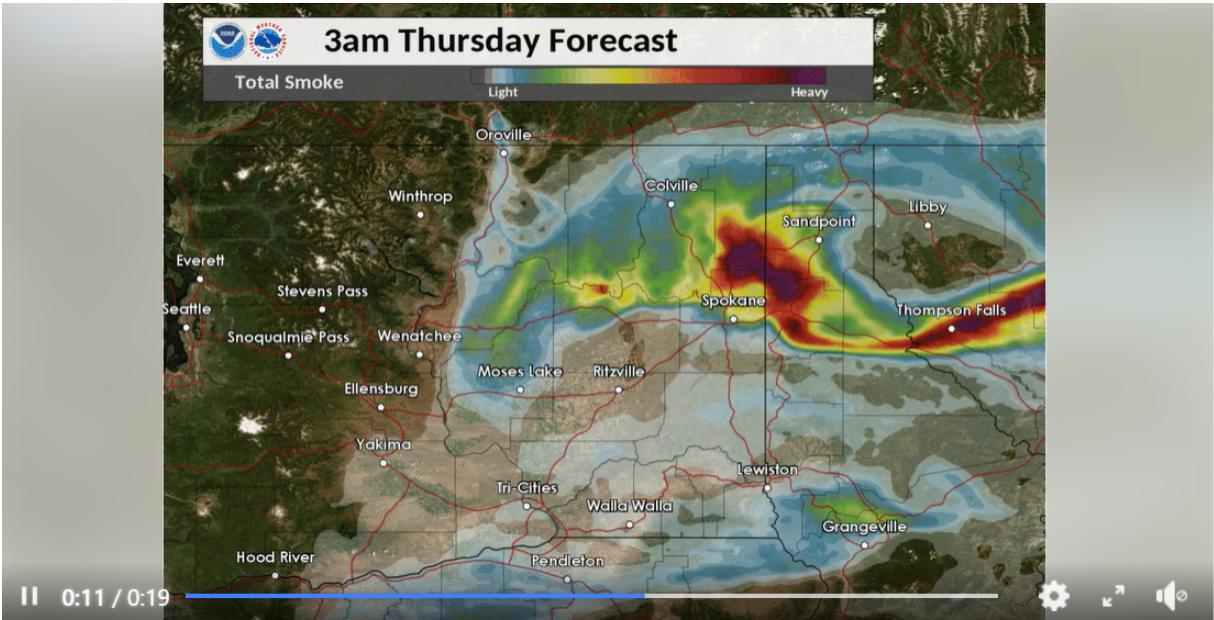 3am Thursday Forecast
Total Smoke
Light
Heavy
Oroville
Winthrop
Colville
Sandpoint
Libby
Everett
Stevens Pass
Seattle
Snoqualmie Pass
Wenatchee
Spokane
Thompson Falls
Moses Lake
Ritzville
Ellensburg
Yakima
Lewiston
Tri-Cities
Walla Walla
Grangeville
Hood River
Pendleton
0:11 / 0:19